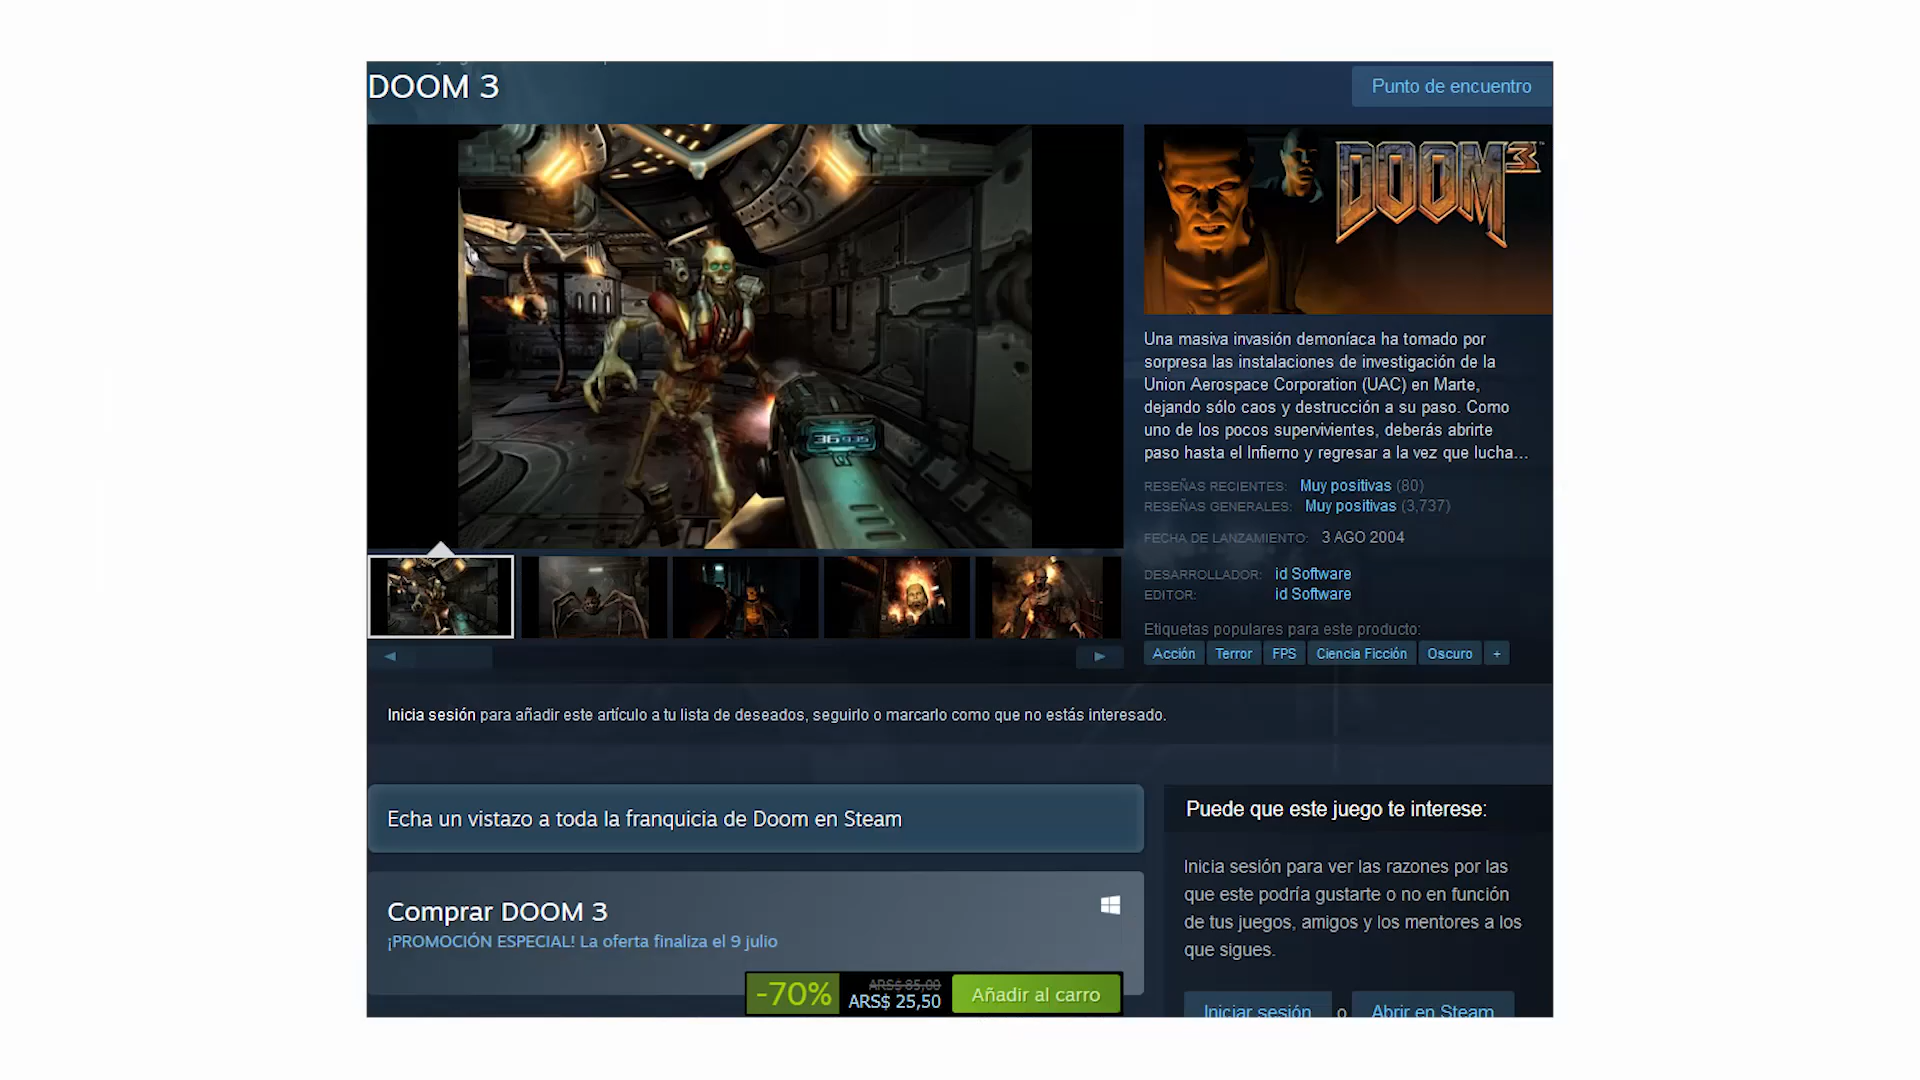 DOOM 3
Punto de encuentro
DOOM 3
36 935
Una masiva invasión demoníaca ha tomado por
sorpresa las instalaciones de investigación de la
Union Aerospace Corporation (UAC) en Marte,
dejando sólo caos y destrucción a su paso. Como
uno de los pocos supervivientes, deberás abrirte
paso hasta el Infierno y regresar a la vez que lucha...
RESEÑAS RECIENTES: Muy positivas (80)
RESEÑAS GENERALES: Muy positivas (3,737)
FECHA DE LANZAMIENTO: 3 AGO 2004
DESARROLLADOR: id Software
EDITOR: id Software
Etiquetas populares para este producto:
Acción Terror FPS Ciencia Ficción Oscuro +
Inicia sesión para añadir este artículo a tu lista de deseados, seguirlo o marcarlo como que no estás interesado.
Echa un vistazo a toda la franquicia de Doom en Steam
Comprar DOOM 3
¡PROMOCIÓN ESPECIAL! La oferta finaliza el 9 julio
-70%
ARS$ 85,00
ARS$ 25,50
Añadir al carro
Puede que este juego te interese:
Inicia sesión para ver las razones por las
que este podría gustarte o no en función
de tus juegos, amigos y los mentores a los
que sigues.
Iniciar sesión o Abrir en Steam